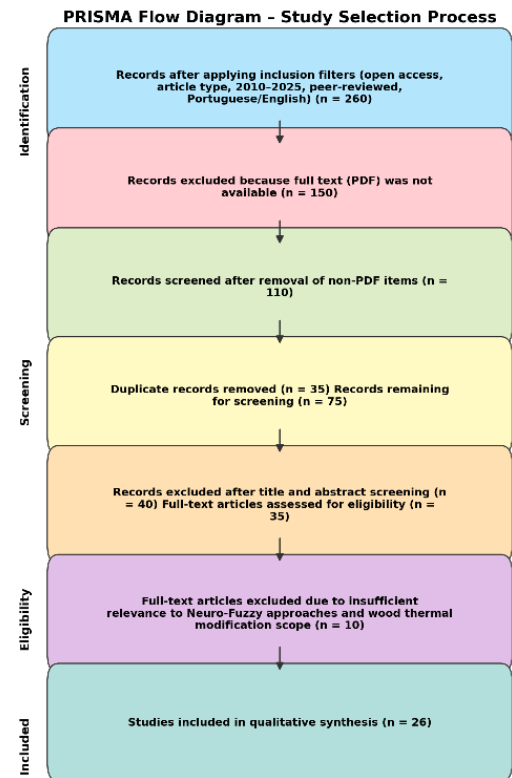 PRISMA Flow Diagram – Study Selection Process
Identification
Records after applying inclusion filters (open access,
article type, 2010–2025, peer-reviewed,
Portuguese/English) (n = 260)
Records excluded because full text (PDF) was not
available (n = 150)
Records screened after removal of non-PDF items (n =
110)
Screening
Duplicate records removed (n = 35) Records remaining
for screening (n = 75)
Records excluded after title and abstract screening (n
= 40) Full-text articles assessed for eligibility (n =
35)
Eligibility
Full-text articles excluded due to insufficient
relevance to Neuro-Fuzzy approaches and wood thermal
modification scope (n = 10)
Included
Studies included in qualitative synthesis (n = 26)